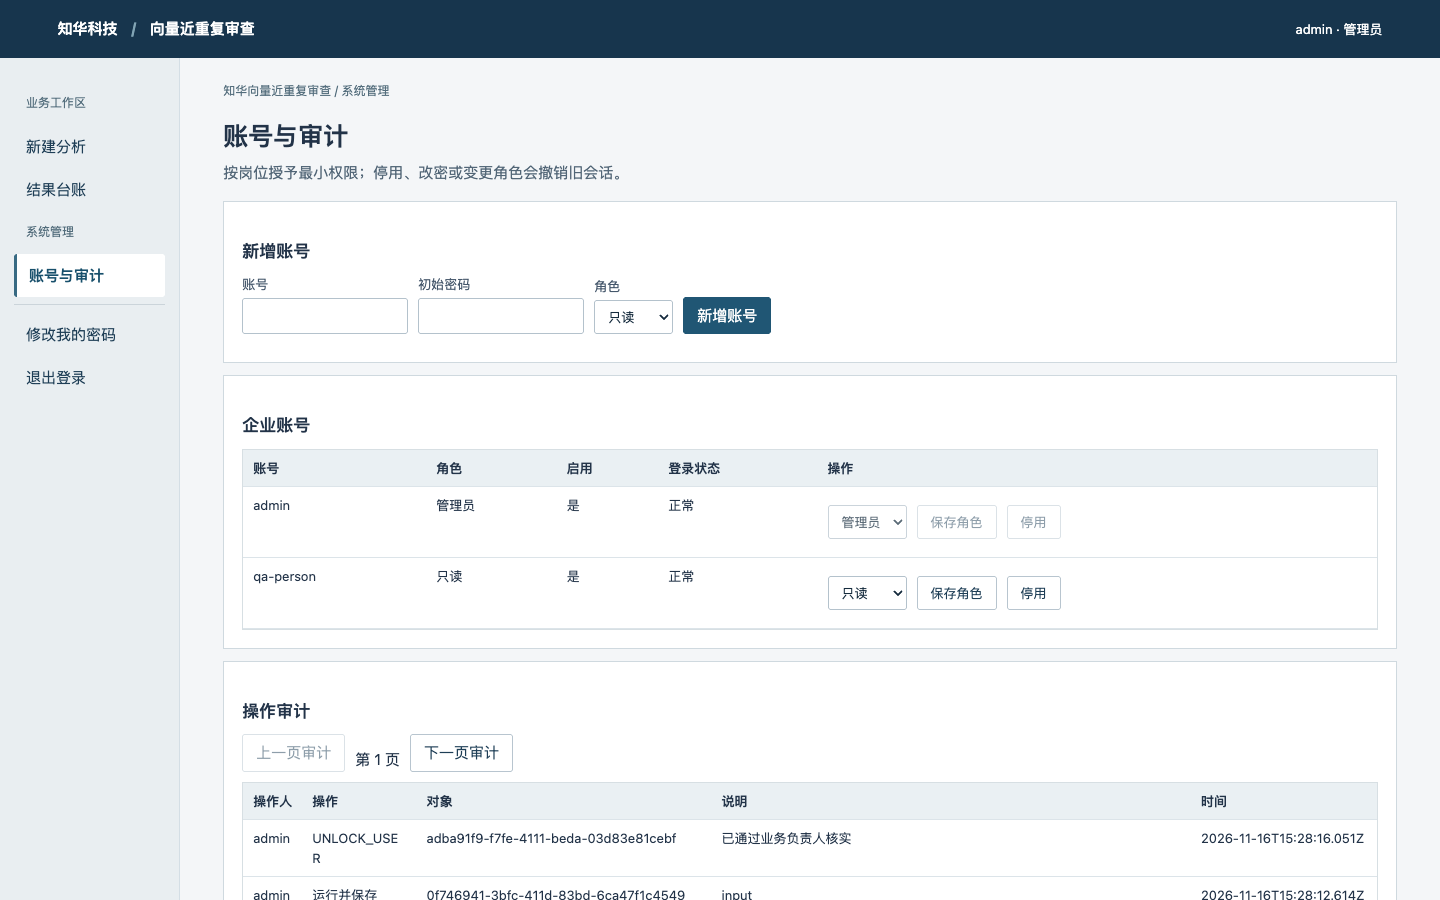 知华科技 / 向量近重复审查
admin · 管理员
业务工作区
新建分析
结果台账
系统管理
账号与审计
修改我的密码
退出登录
知华向量近重复审查 / 系统管理
账号与审计
按岗位授予最小权限；停用、改密或变更角色会撤销旧会话。
新增账号
账号 初始密码 角色
只读 新增账号
企业账号
账号 角色 启用 登录状态 操作
admin 管理员 是 正常 管理员 保存角色 停用
qa-person 只读 是 正常 只读 保存角色 停用
操作审计
上一页审计 第 1 页 下一页审计
操作人 操作 对象 说明 时间
admin UNLOCK_USE adba91f9-f7fe-4111-beda-03d83e81cebf 已通过业务负责人核实 2026-11-16T15:28:16.051Z
R
admin 运行并保存 0f746941-3bfc-411d-83bd-6ca47f1c4549 input 2026-11-16T15:28:12.614Z